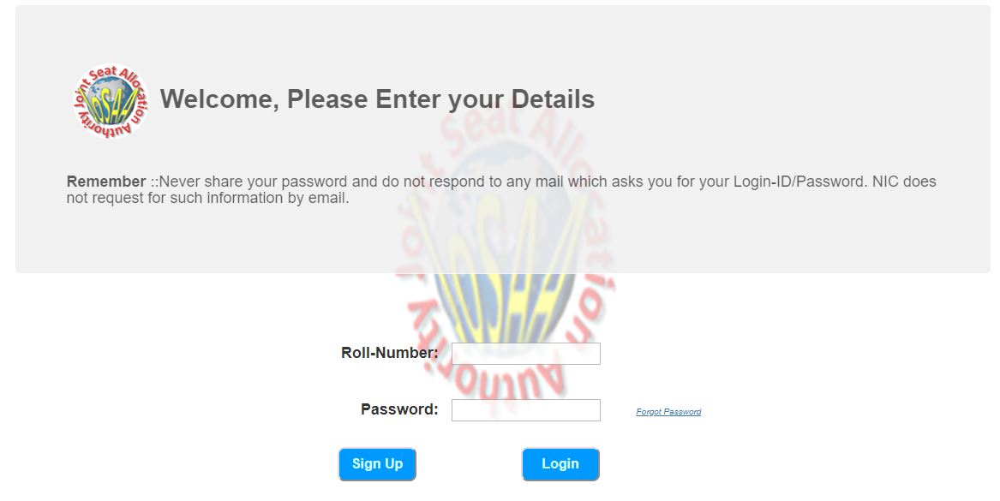 Joint Seat Allocation Authority
JOSAA
Welcome, Please Enter your Details
Remember ::Never share your password and do not respond to any mail which asks you for your Login-ID/Password. NIC does
not request for such information by email.
Joint Seat Allocation Authority
JOSAA
Roll-Number:
Password:
Forgot Password
Sign Up
Login